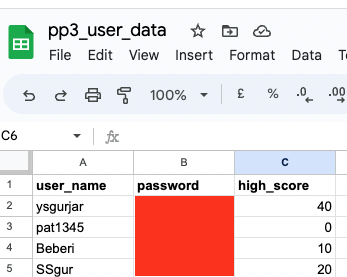 pp3_user_data
File Edit View Insert Format Data
100% £ % .0 .00
C6 fx
A B C
1 user_name password high_score
2 ysgurjar 40
3 pat1345 0
4 Beberi 10
5 SSgur 20